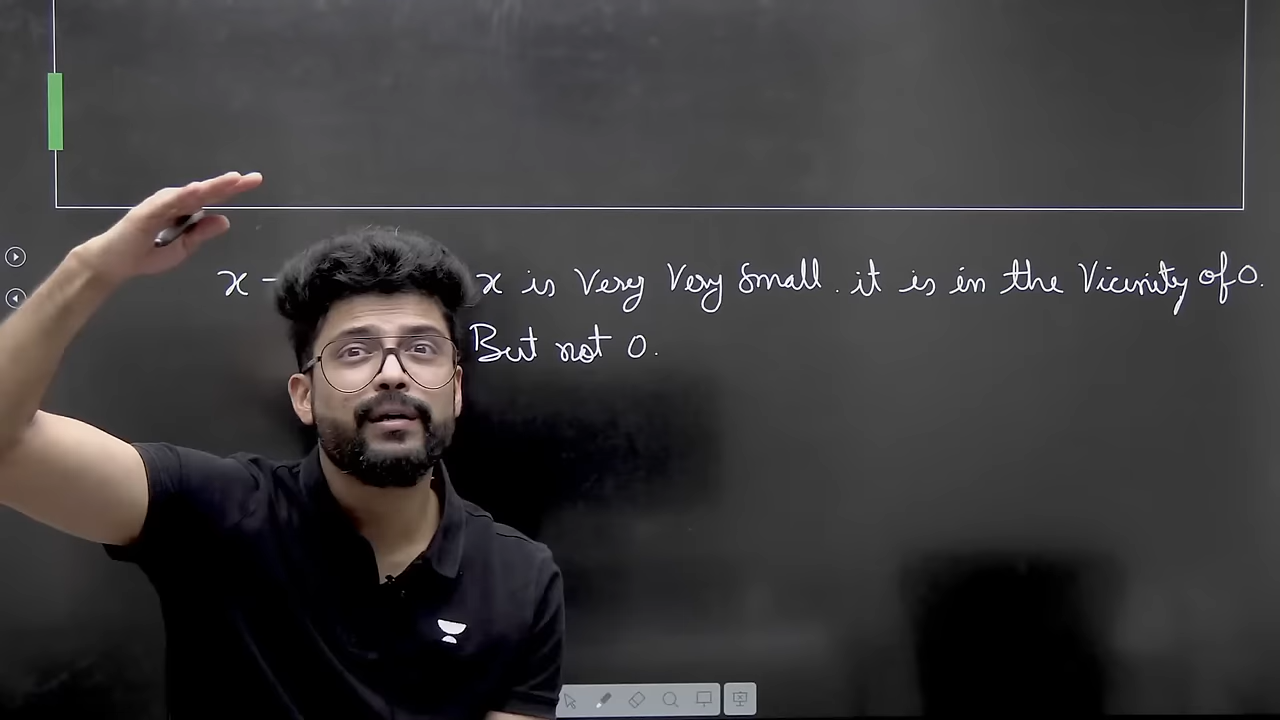 x - x is Very Very Small. it is in the Vicinity of 0.
But not 0.